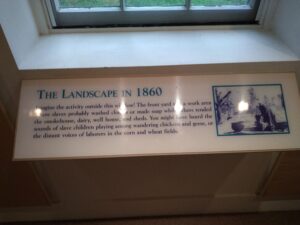 THE LANDSCAPE IN 1860
Imagine the activity outside this window! The front yard was a work area
where slaves probably washed clothes or made soap while others tended
the smokehouse, dairy, well house, and sheds. You might have heard the
sounds of slave children playing among wandering chickens and geese, or
the distant voices of laborers in the corn and wheat fields.